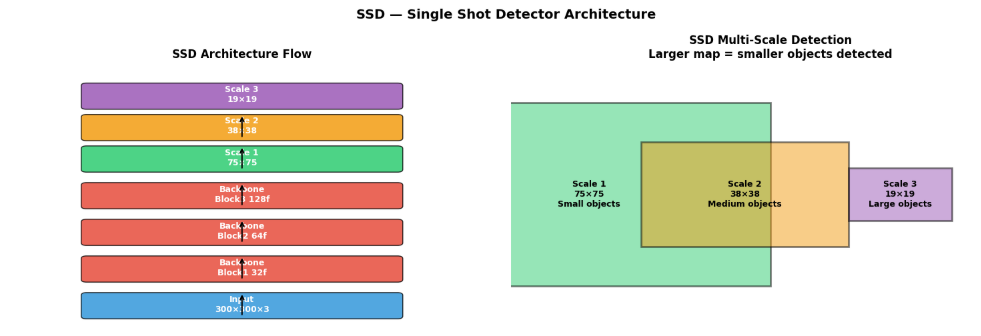 SSD — Single Shot Detector Architecture
SSD Architecture Flow
Scale 3
19×19
Scale 2
38×38
Scale 1
75×75
Backbone
Block3 128f
Backbone
Block2 64f
Backbone
Block1 32f
Input
300×300×3
SSD Multi-Scale Detection
Larger map = smaller objects detected
Scale 1
75×75
Small objects
Scale 2
38×38
Medium objects
Scale 3
19×19
Large objects